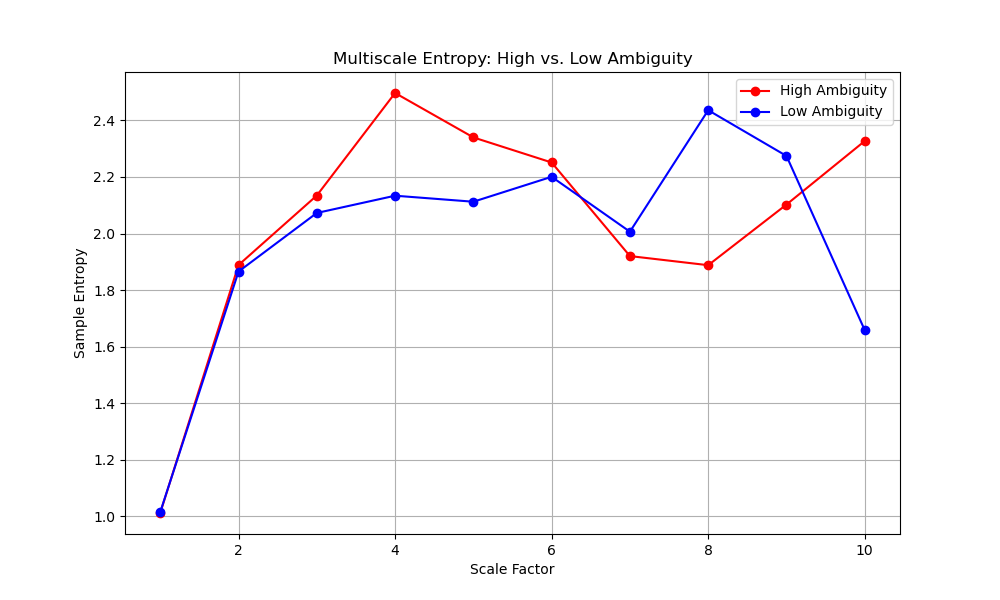 Multiscale Entropy: High vs. Low Ambiguity
High Ambiguity
Low Ambiguity
Sample Entropy
2.4
2.2
2.0
1.8
1.6
1.4
1.2
1.0
2 4 6 8 10
Scale Factor